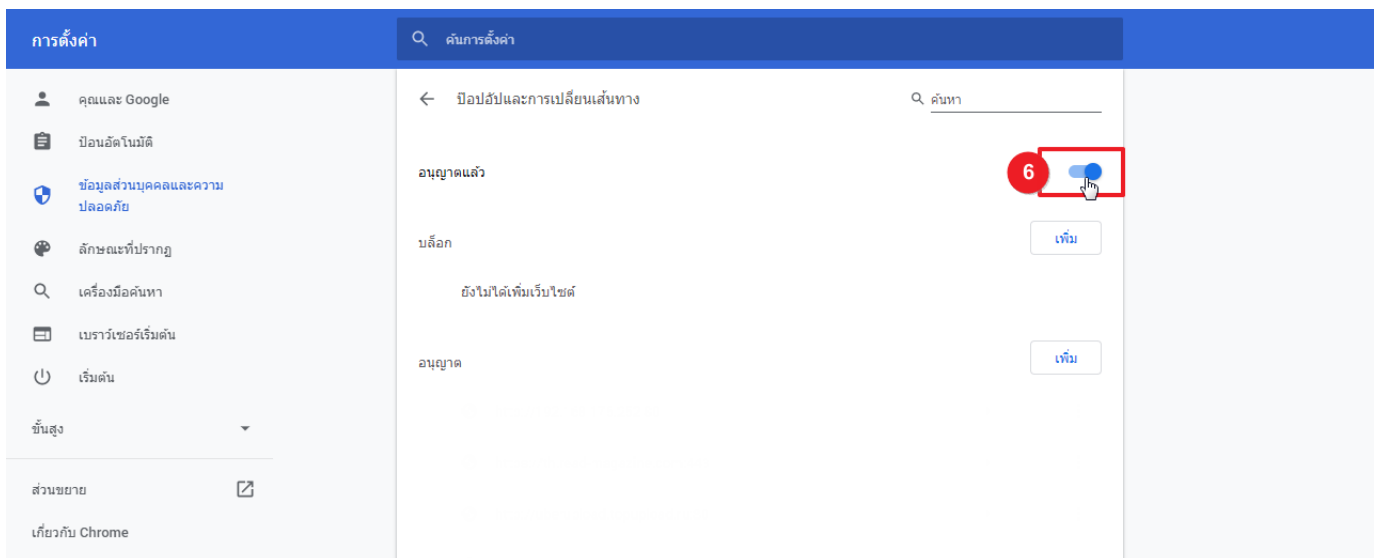 การตั้งค่า
ค้นการตั้งค่า
คุณและ Google
ป้อนอัตโนมัติ
ข้อมูลส่วนบุคคลและความ
ปลอดภัย
ลักษณะที่ปรากฏ
เครื่องมือค้นหา
เบราว์เซอร์เริ่มต้น
เริ่มต้น
ขั้นสูง
ส่วนขยาย
เกี่ยวกับ Chrome
ป๊อปอัปและการเปลี่ยนเส้นทาง
ค้นหา
อนุญาตแล้ว
6
บล็อก
เพิ่ม
ยังไม่ได้เพิ่มเว็บไซต์
อนุญาต
เพิ่ม